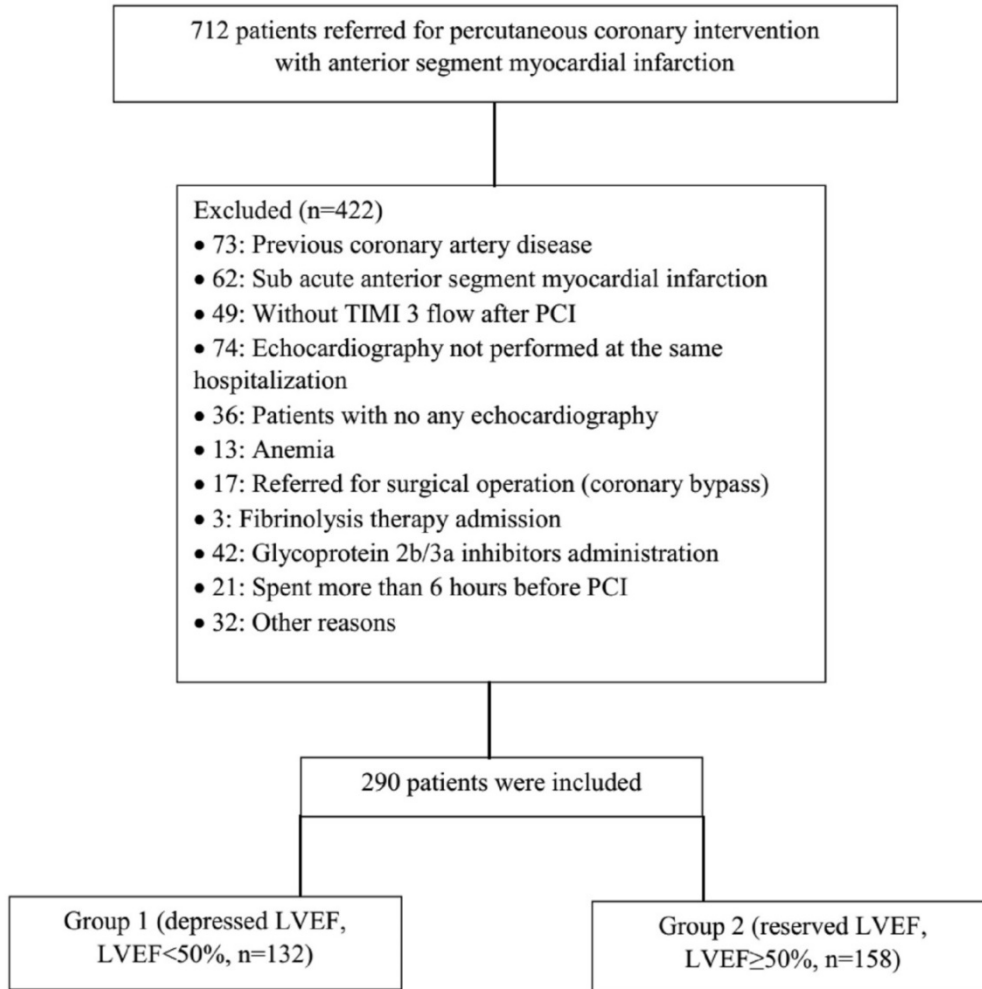 712 patients referred for percutaneous coronary intervention
with anterior segment myocardial infarction
Excluded (n=422)
• 73: Previous coronary artery disease
• 62: Sub acute anterior segment myocardial infarction
• 49: Without TIMI 3 flow after PCI
• 74: Echocardiography not performed at the same
hospitalization
• 36: Patients with no any echocardiography
• 13: Anemia
• 17: Referred for surgical operation (coronary bypass)
• 3: Fibrinolysis therapy admission
• 42: Glycoprotein 2b/3a inhibitors administration
• 21: Spent more than 6 hours before PCI
• 32: Other reasons
290 patients were included
Group 1 (depressed LVEF,
LVEF<50%, n=132)
Group 2 (reserved LVEF,
LVEF≥50%, n=158)